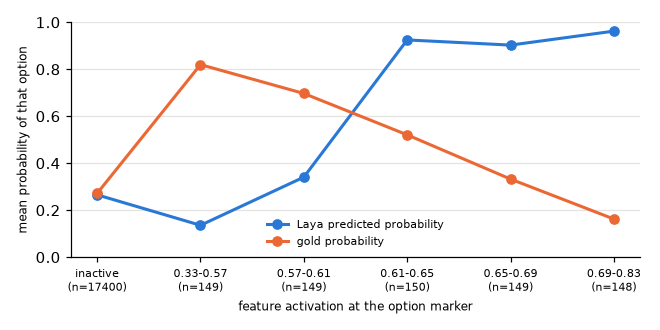 1.0
0.8
0.6
0.4
0.2
0.0
mean probability of that option
Laya predicted probability
gold probability
inactive
(n=17400)
0.33-0.57
(n=149)
0.57-0.61
(n=149)
0.61-0.65
(n=150)
0.65-0.69
(n=149)
0.69-0.83
(n=148)
feature activation at the option marker